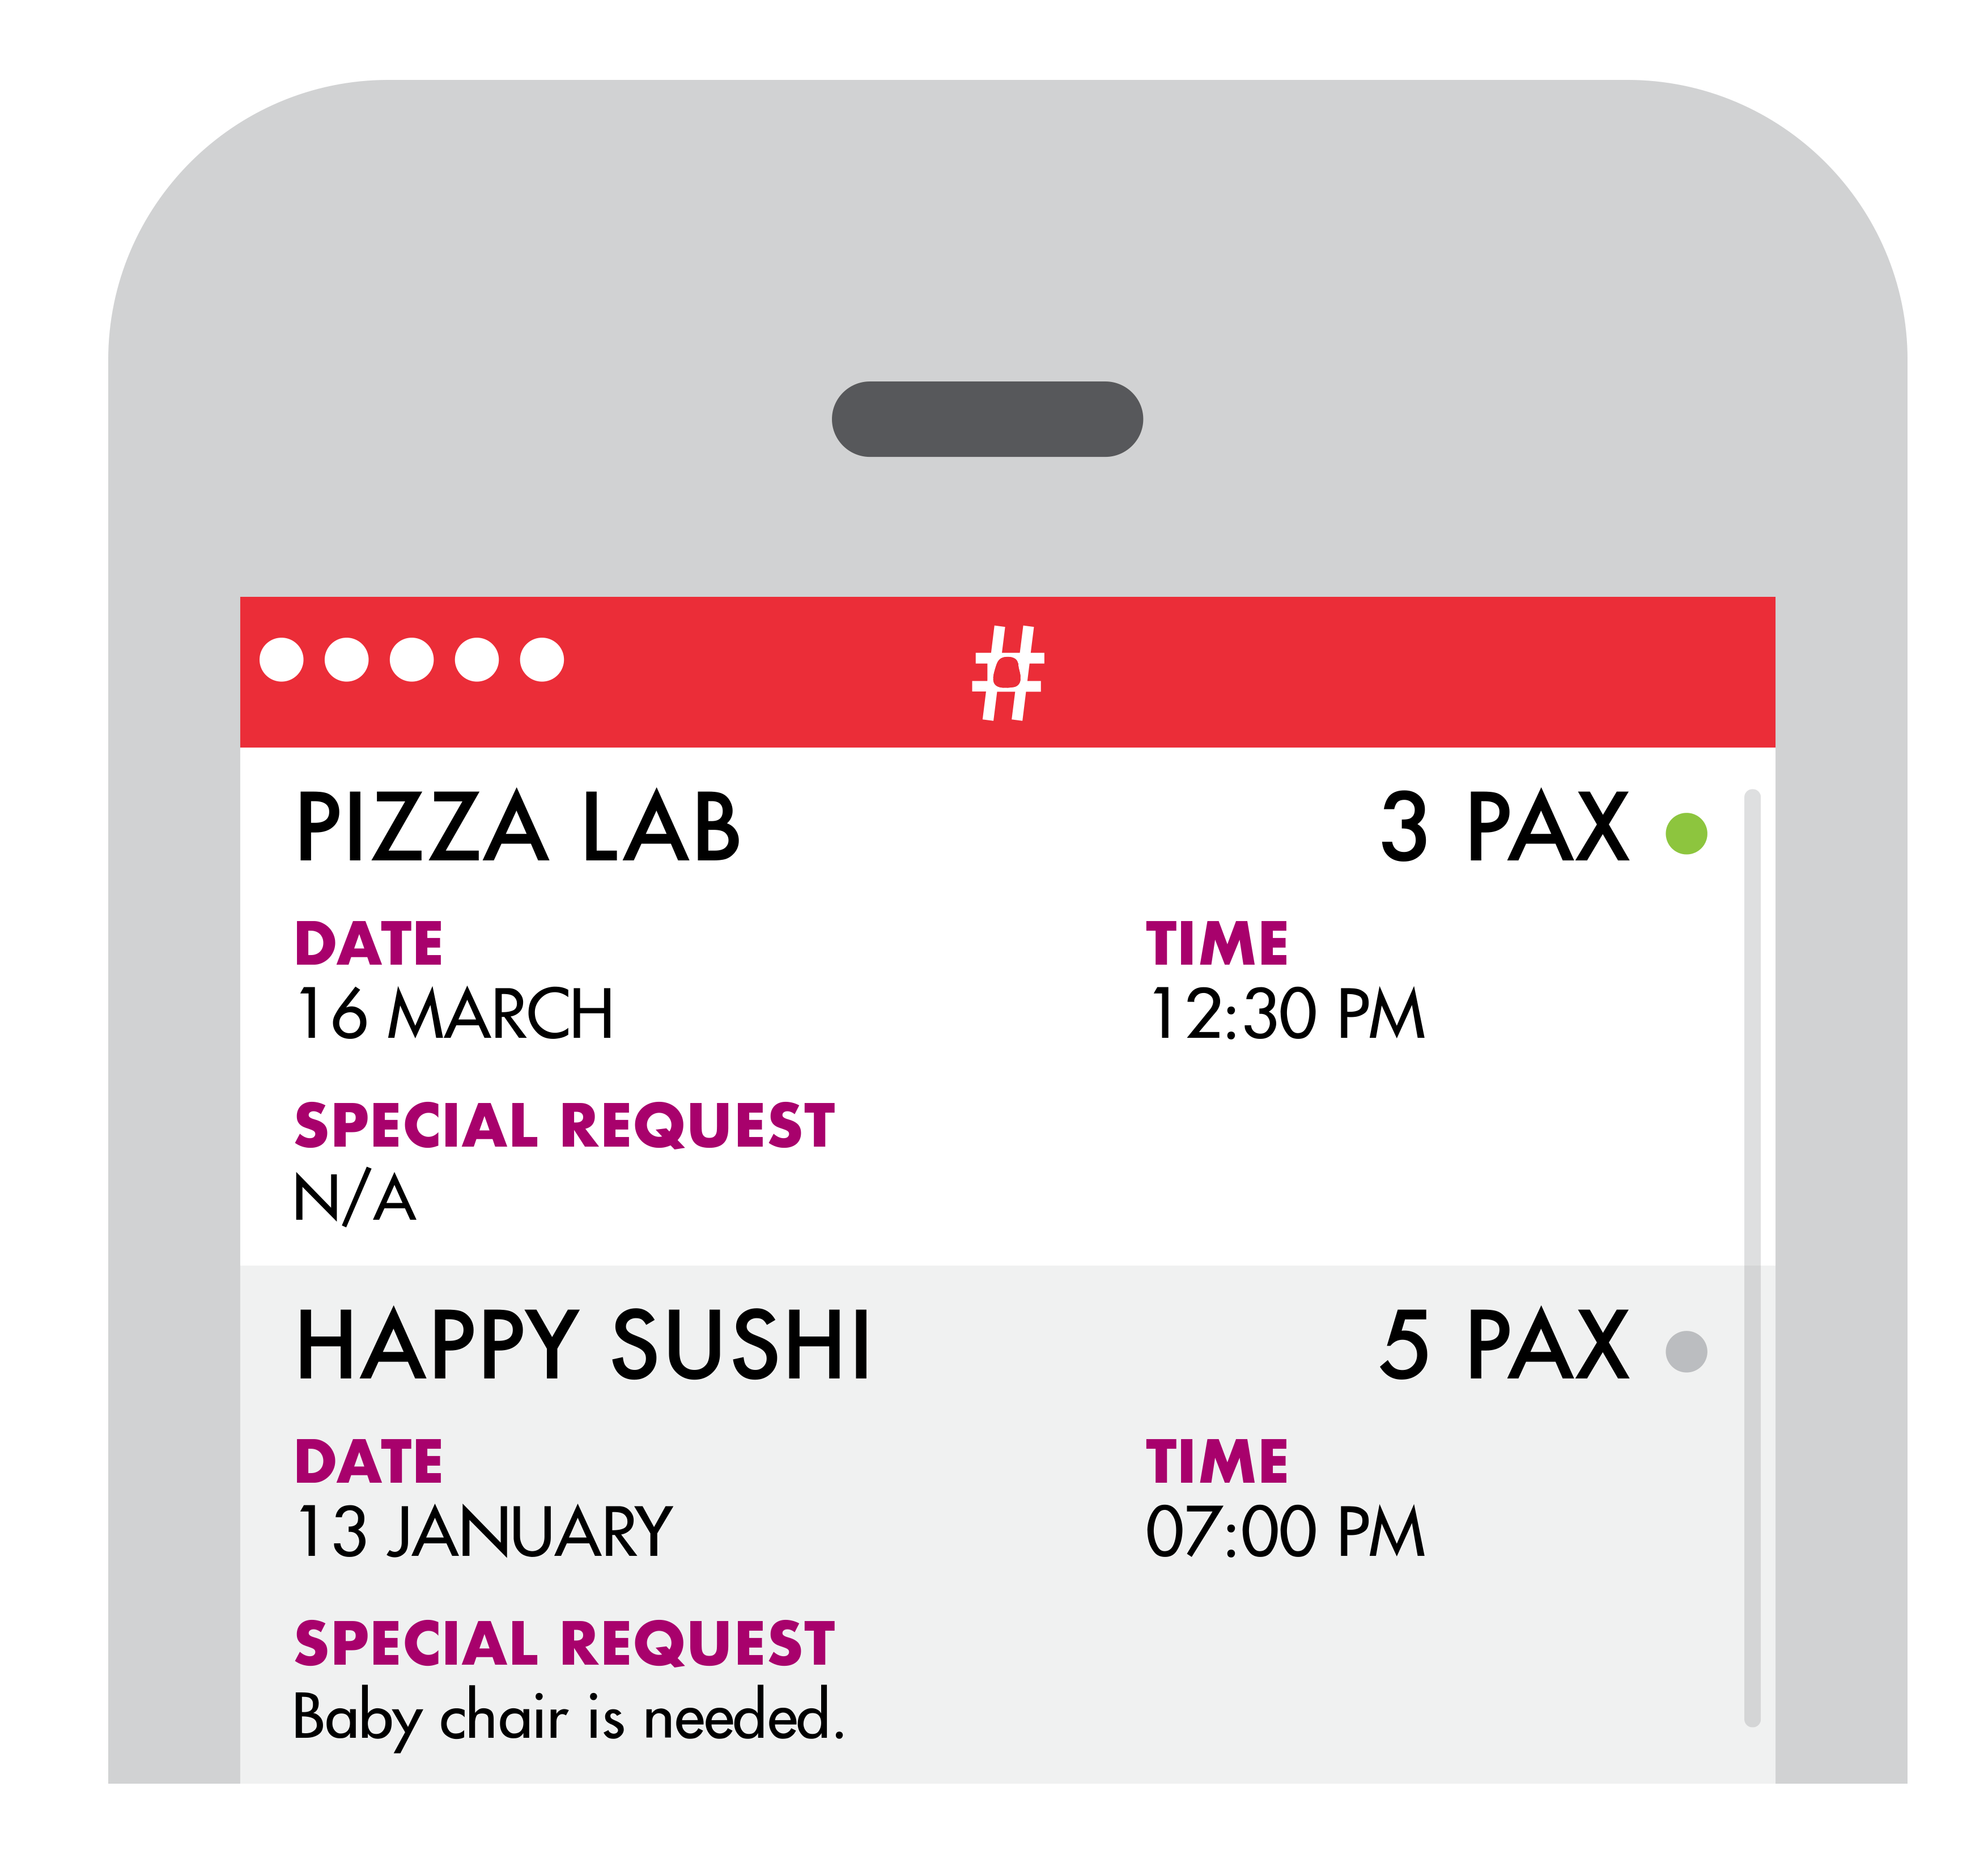 #
PIZZA LAB 3 PAX
DATE TIME
16 MARCH 12:30 PM
SPECIAL REQUEST
N/A
HAPPY SUSHI 5 PAX
DATE TIME
13 JANUARY 07:00 PM
SPECIAL REQUEST
Baby chair is needed.